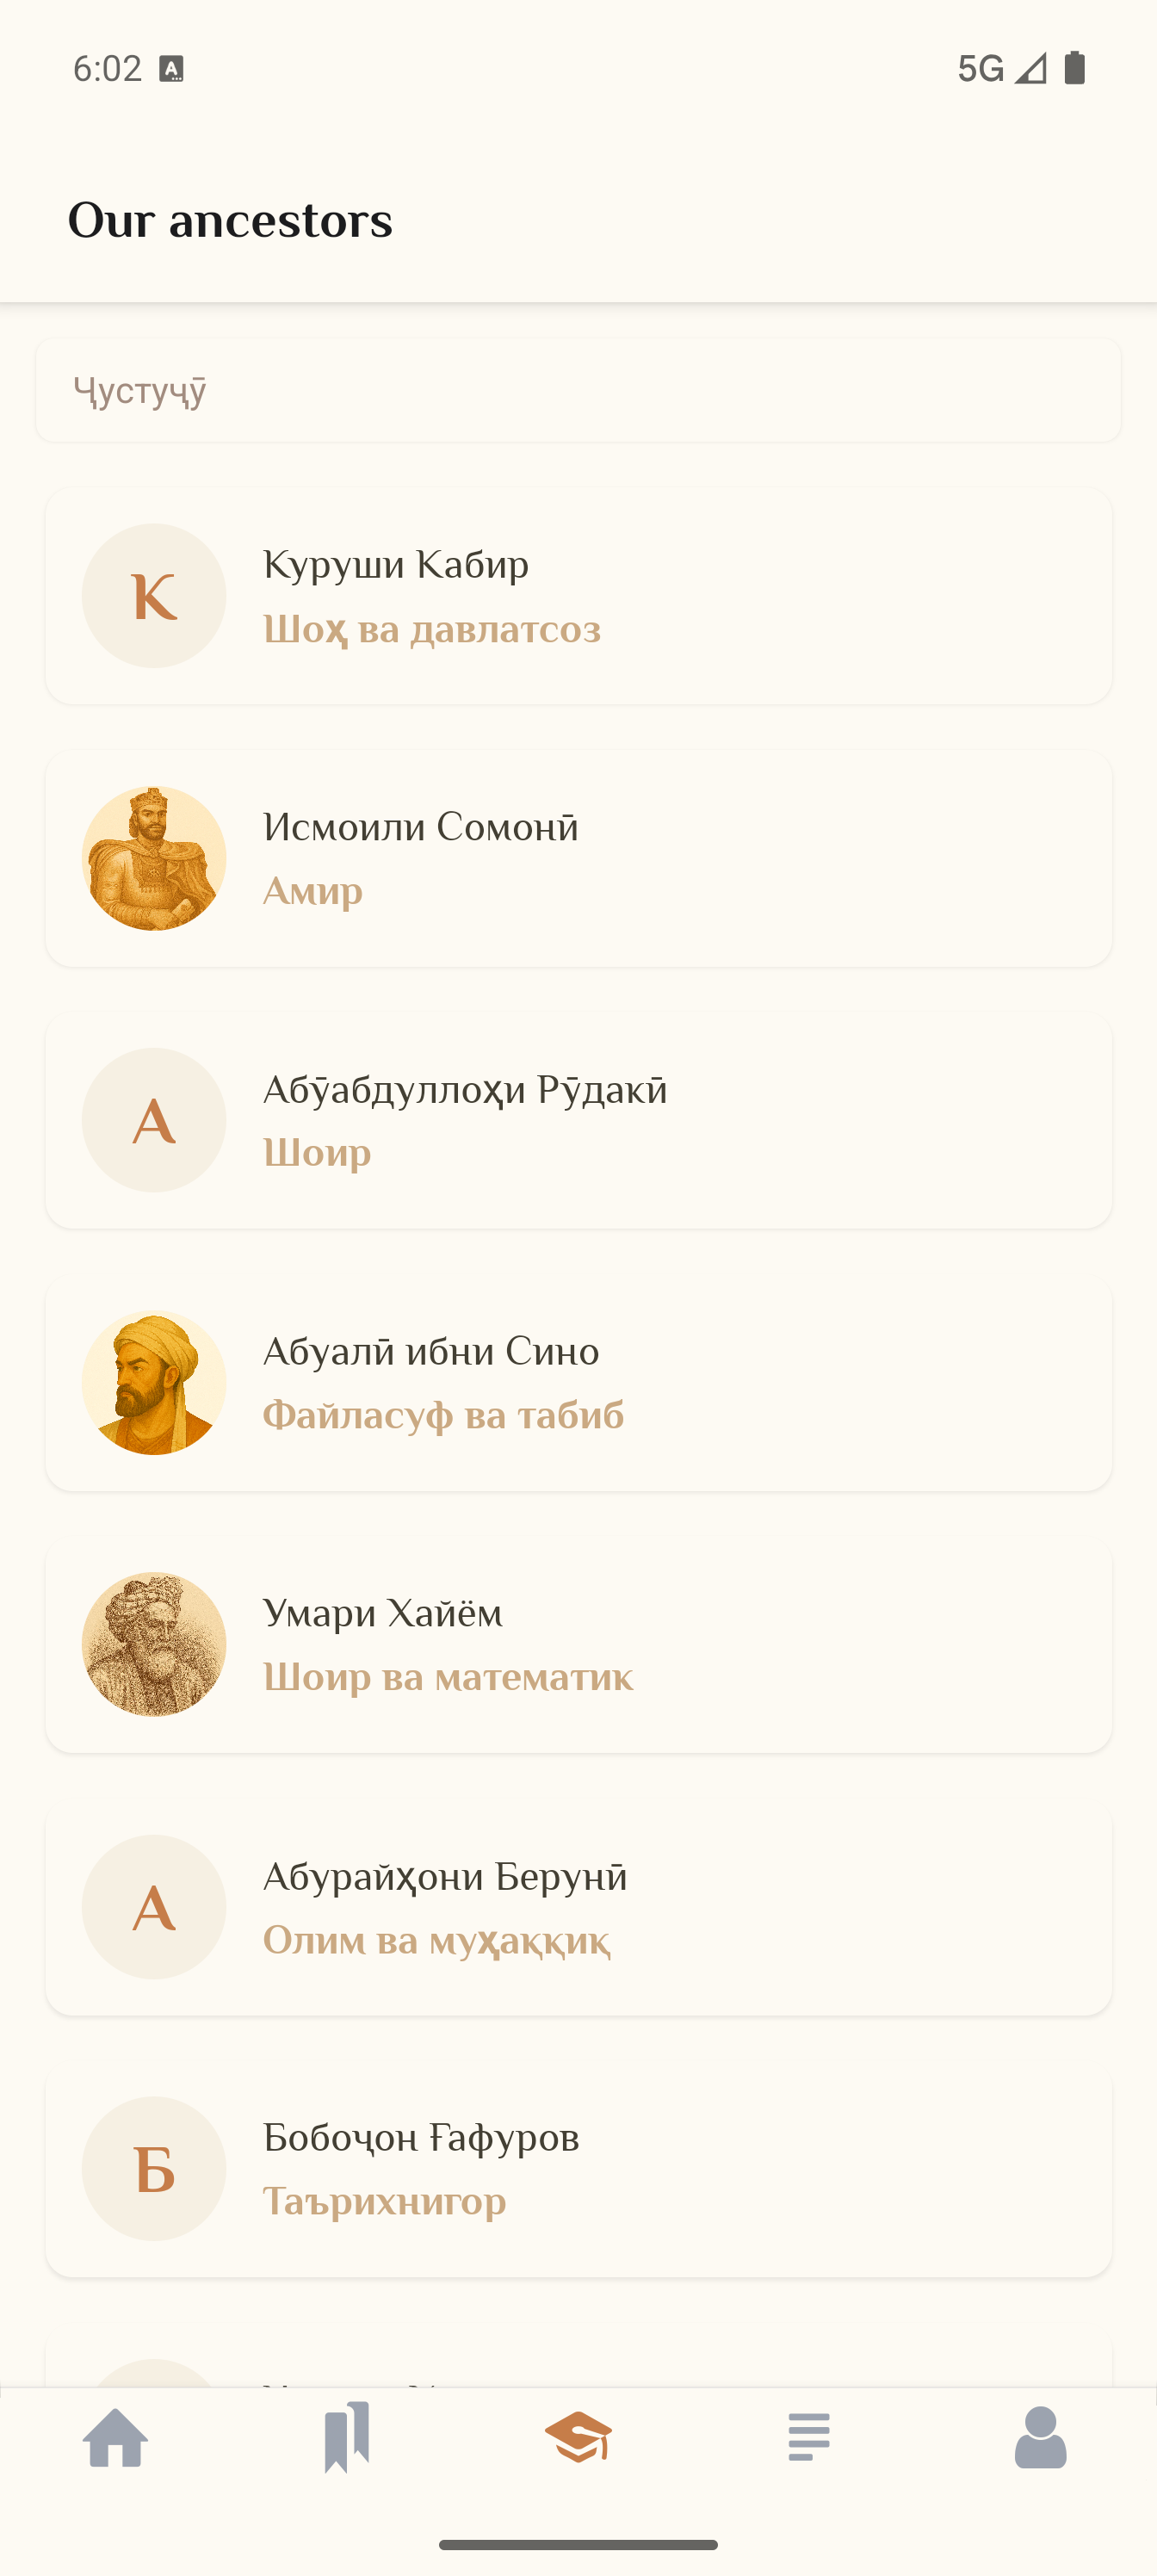 6:02
5G
Our ancestors
Ҷустуҷӯ
К
Куруши Кабир
Шоҳ ва давлатсоз
Исмоили Сомонӣ
Амир
А
Абӯабдуллоҳи Рӯдакӣ
Шоир
Абуалӣ ибни Сино
Файласуф ва табиб
Умари Хайём
Шоир ва математик
А
Абурайҳони Берунӣ
Олим ва муҳаққиқ
Б
Бобоҷон Ғафуров
Таърихнигор